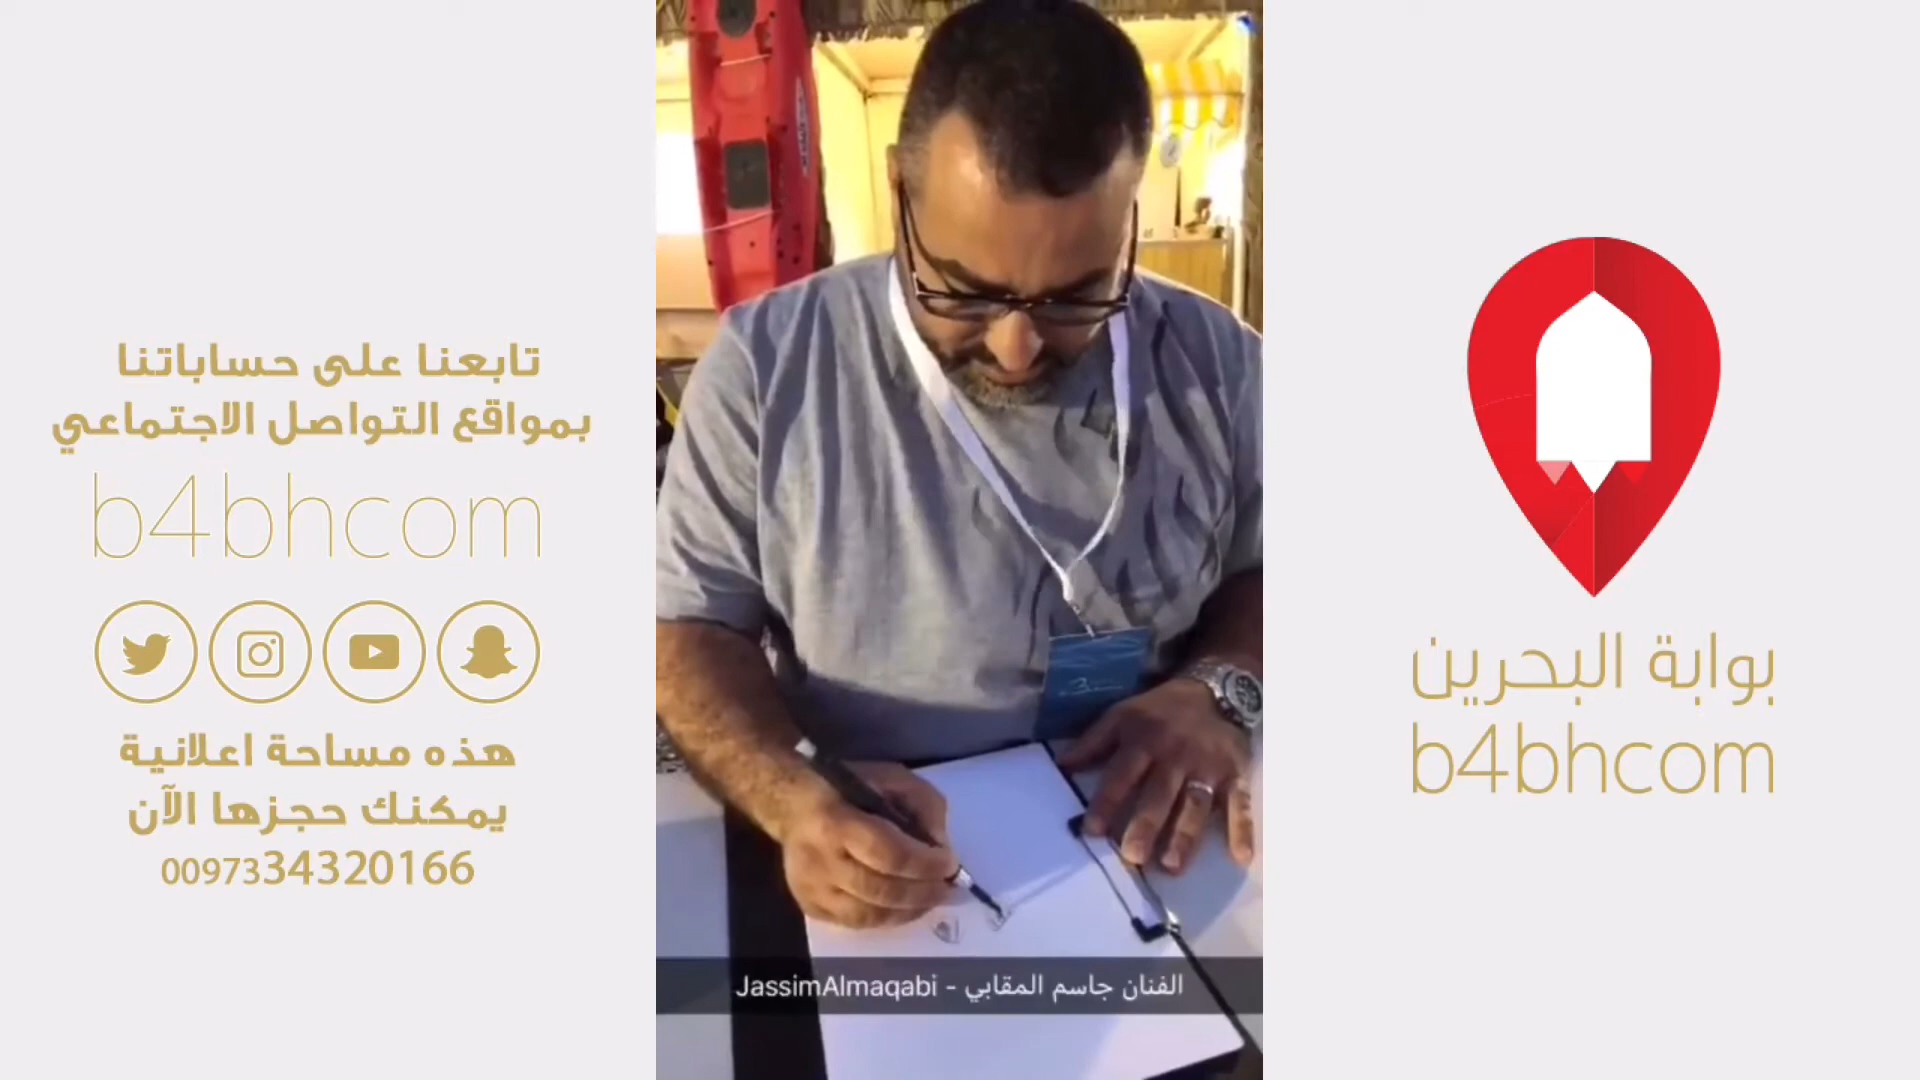 تابعنا على حساباتنا
بمواقع التواصل الاجتماعي
b4bhcom
هذه مساحة اعلانية
يمكنك حجزها الآن
0097334320166
الفنان جاسم المقابي - JassimAlmaqabi
بوابة البحرين
b4bhcom